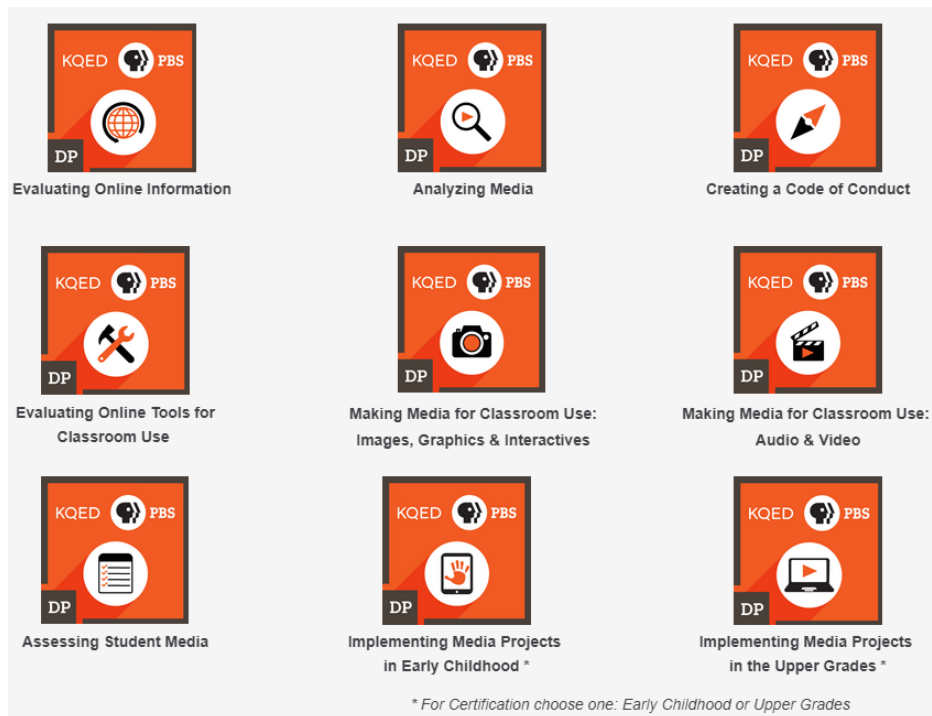 KQED PBS
DP
Evaluating Online Information
KQED PBS
DP
Analyzing Media
KQED PBS
DP
Creating a Code of Conduct
KQED PBS
DP
Evaluating Online Tools for
Classroom Use
KQED PBS
DP
Making Media for Classroom Use:
Images, Graphics & Interactives
KQED PBS
DP
Making Media for Classroom Use:
Audio & Video
KQED PBS
DP
Assessing Student Media
KQED PBS
DP
Implementing Media Projects
in Early Childhood *
KQED PBS
DP
Implementing Media Projects
in the Upper Grades *
* For Certification choose one: Early Childhood or Upper Grades